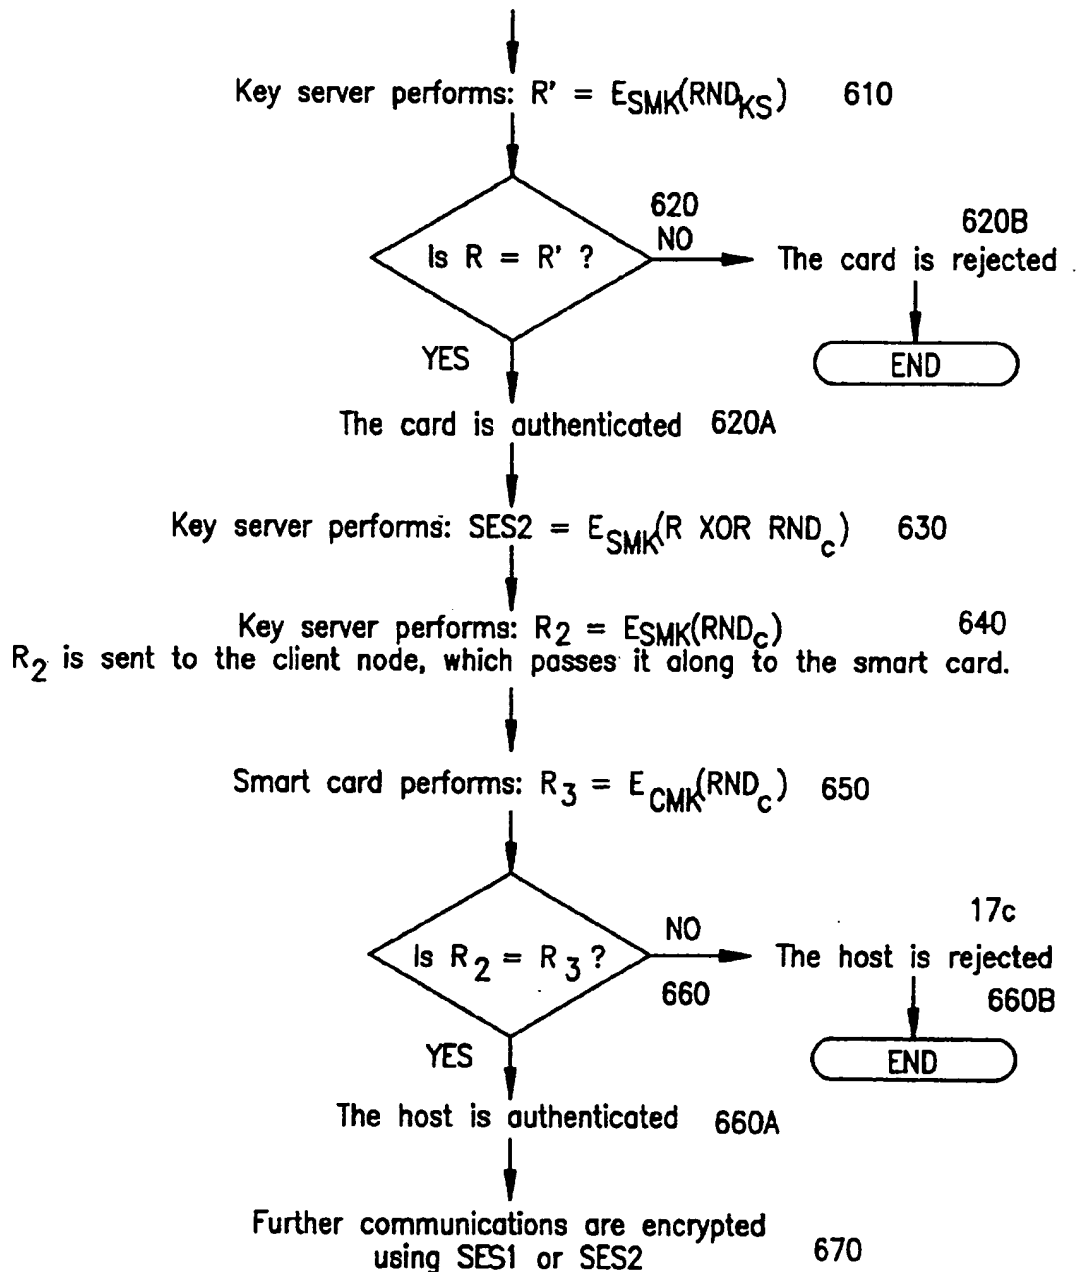 Key server performs: R' = E_SMK(RND_KS) 610
620
NO
620B
Is R = R' ?
The card is rejected
YES
END
The card is authenticated 620A
Key server performs: SES2 = E_SMK(R XOR RND_c) 630
Key server performs: R_2 = E_SMK(RND_c) 640
R_2 is sent to the client node, which passes it along to the smart card.
Smart card performs: R_3 = E_CMK(RND_c) 650
17c
NO
Is R_2 = R_3 ?
The host is rejected
660
660B
YES
END
The host is authenticated 660A
Further communications are encrypted
using SES1 or SES2 670